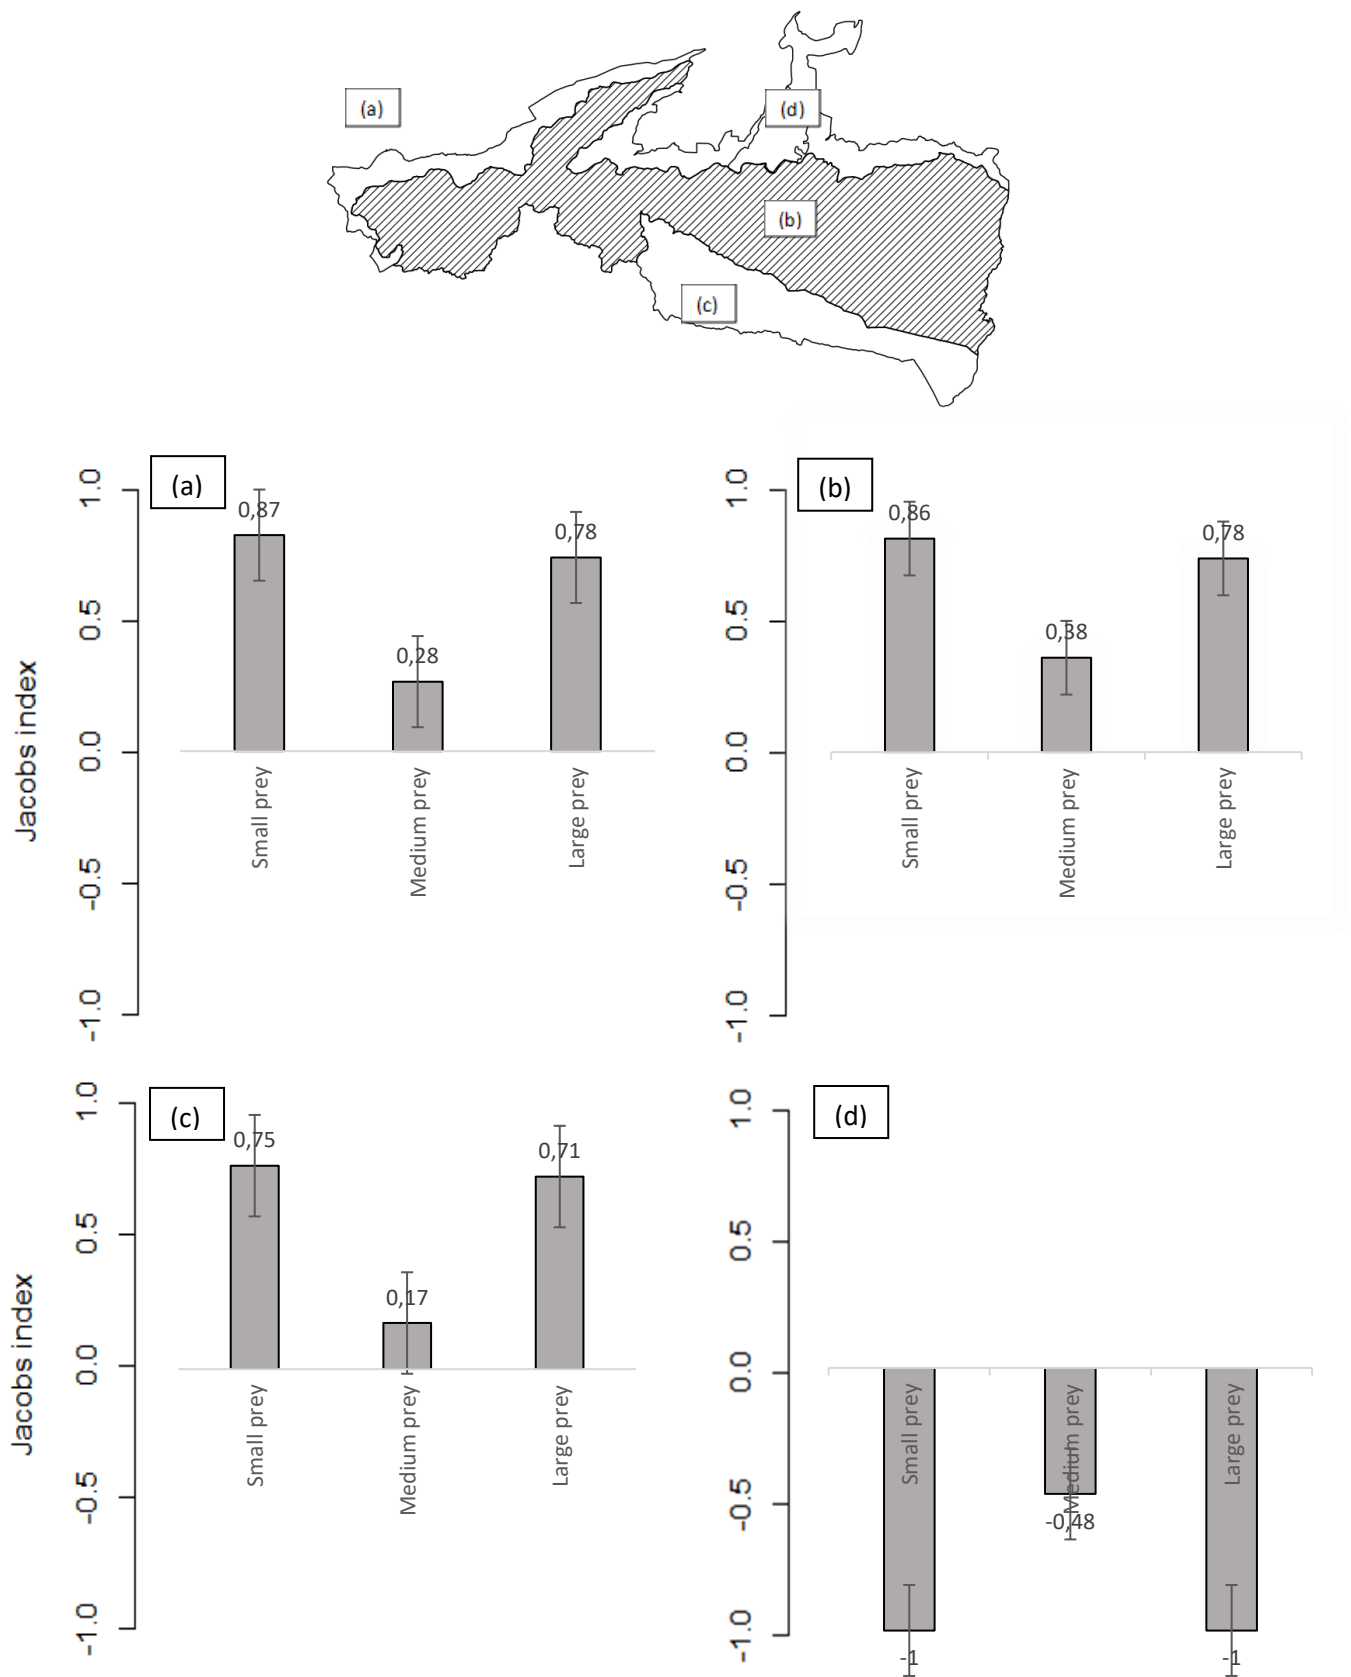 (a)
(d)
(b)
(c)
Jacobs index
(a)
1.0
0.5
0.0
-0.5
-1.0
0,87
0,28
0,78
Small prey
Medium prey
Large prey
(b)
1.0
0.5
0.0
-0.5
-1.0
0,86
0,38
0,78
Small prey
Medium prey
Large prey
Jacobs index
(c)
1.0
0.5
0.0
-0.5
-1.0
0,75
0,17
0,71
Small prey
Medium prey
Large prey
(d)
1.0
0.5
0.0
-0.5
-1.0
Small prey
Medium prey
Large prey
-0,48
-1
-1